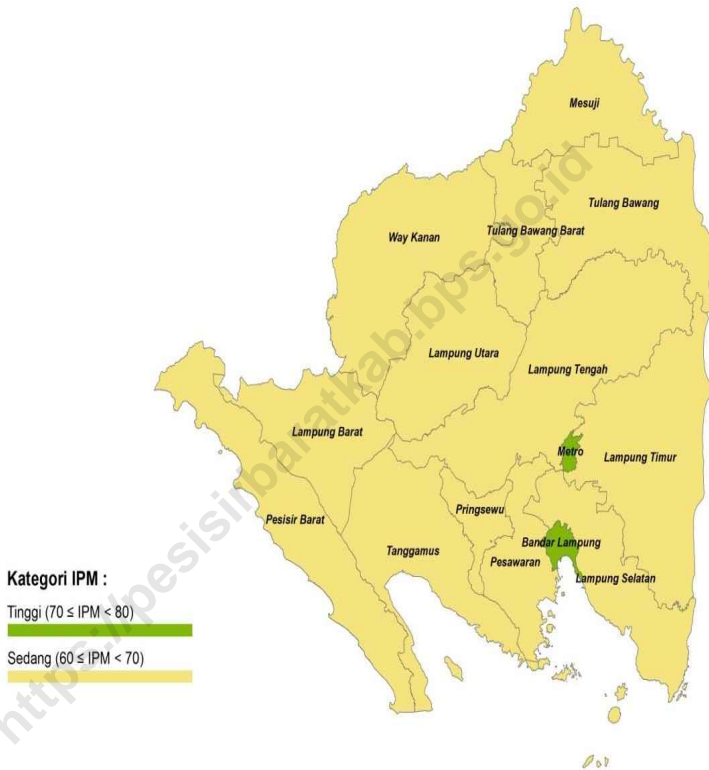 Mesuji
Tulang Bawang
Way Kanan
Tulang Bawang Barat
Lampung Utara
Lampung Tengah
Lampung Barat
Metro
Lampung Timur
Pringsewu
Pesisir Barat
Bandar Lampung
Tanggamus
Pesawaran
Lampung Selatan
Kategori IPM :
Tinggi (70 ≤ IPM < 80)
Sedang (60 ≤ IPM < 70)
https://pesisirbaratkab.bps.go.id